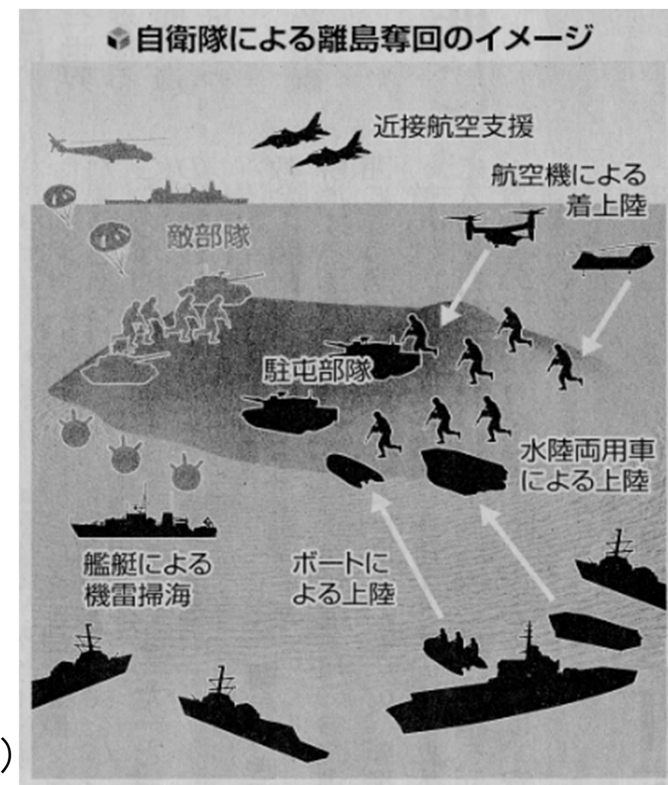 自衛隊による離島奪回のイメージ
近接航空支援
航空機による
着上陸
敵部隊
駐屯部隊
水陸両用車
による上陸
艦艇による
機雷掃海
ボートに
よる上陸
)